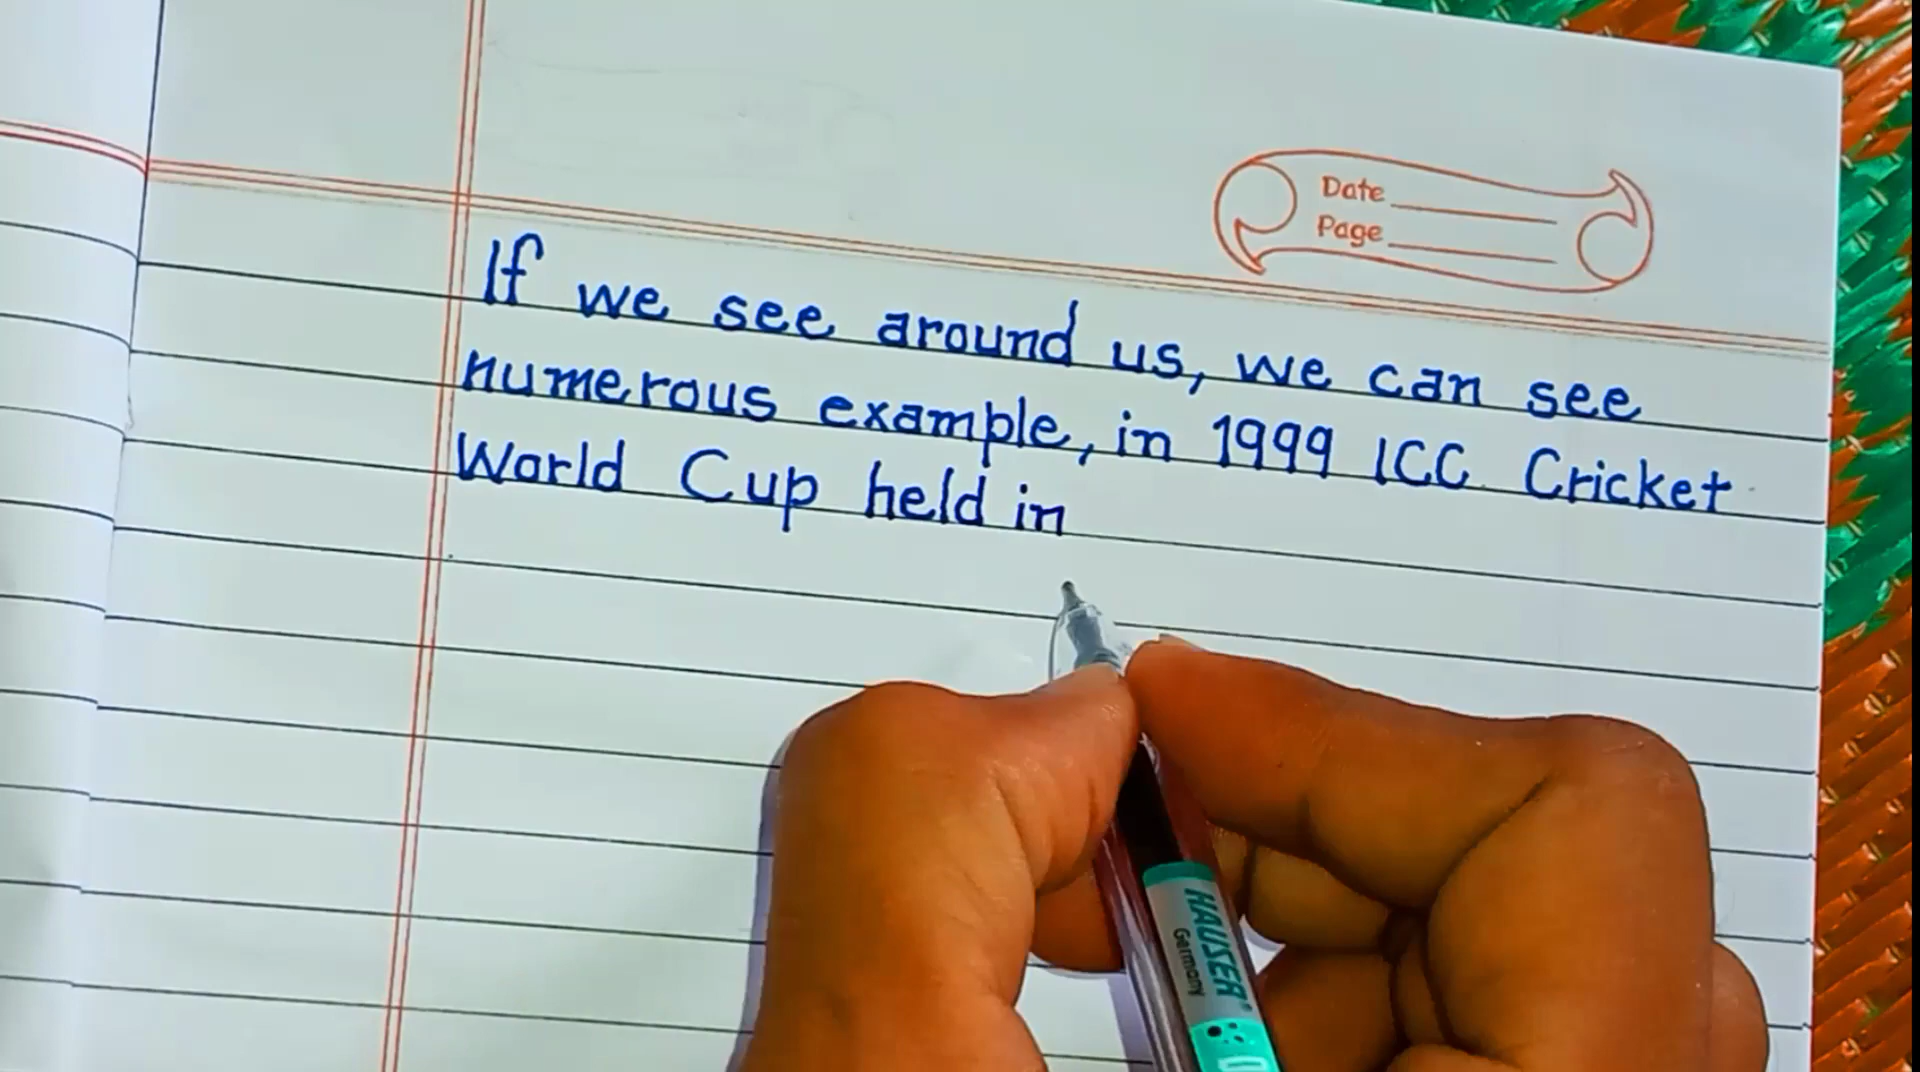 Date
Page
If we see around us, we can see
numerous example, in 1999 ICC Cricket
World Cup held in
HAUSER
Germany